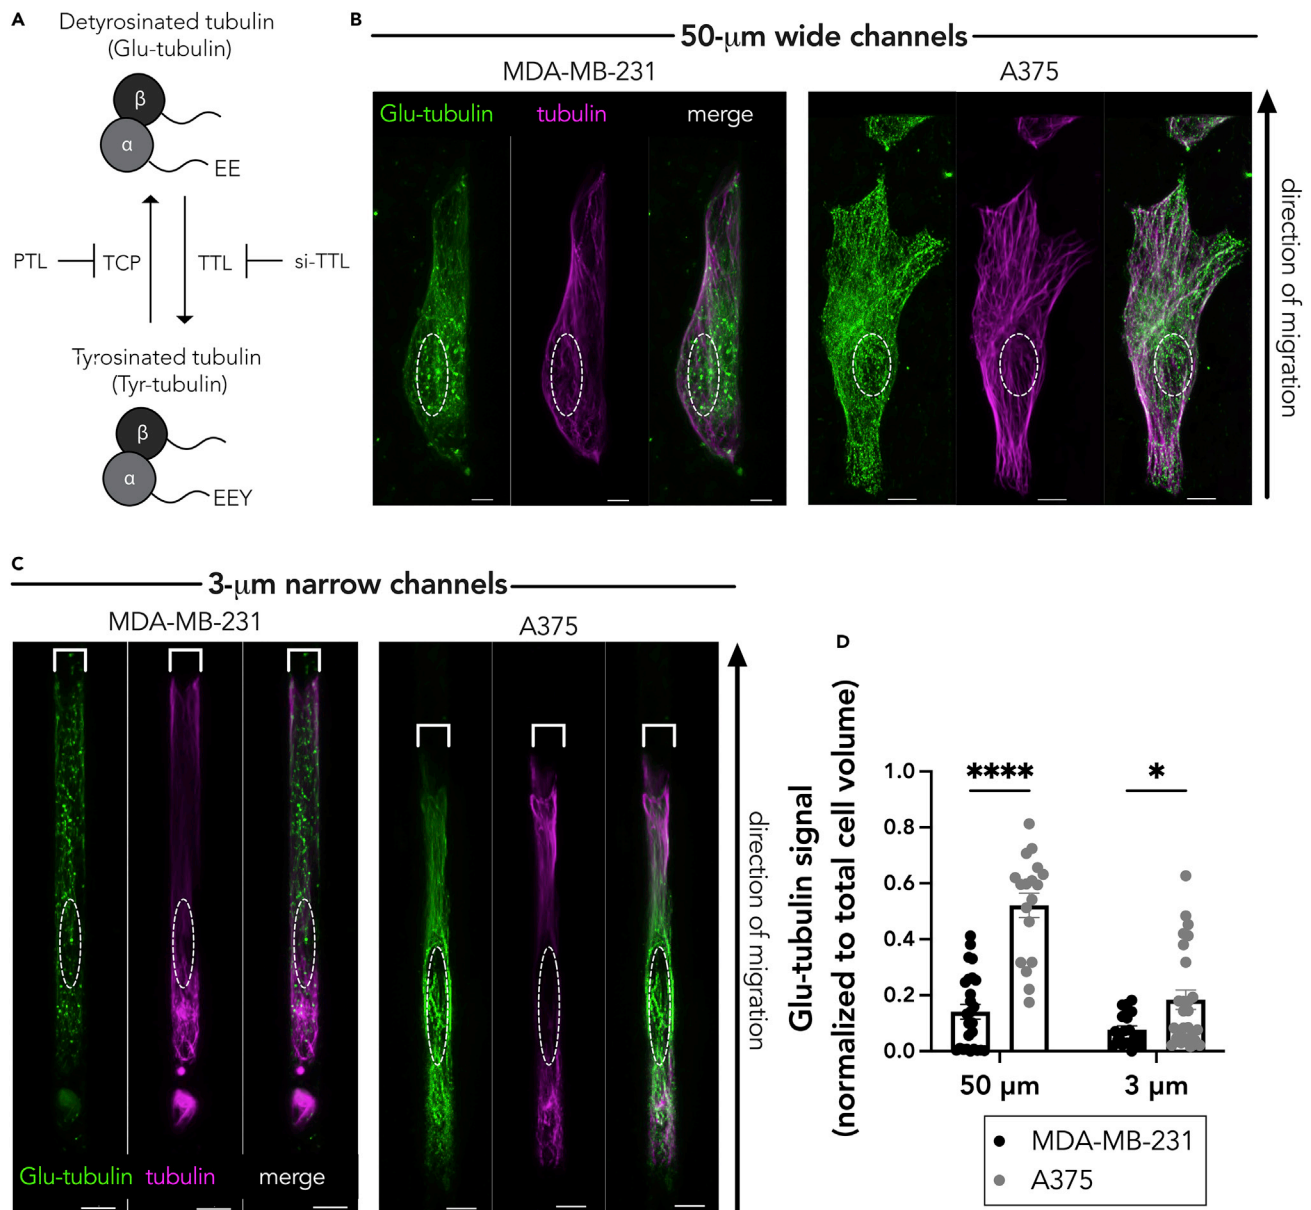 A
Detyrosinated tubulin
(Glu-tubulin)
β
α
EE
PTL
TCP
TTL
si-TTL
Tyrosinated tubulin
(Tyr-tubulin)
β
α
EEY
B
50-μm wide channels
MDA-MB-231
A375
Glu-tubulin
tubulin
merge
direction of migration
C
3-μm narrow channels
MDA-MB-231
A375
Glu-tubulin
tubulin
merge
direction of migration
D
Glu-tubulin signal
(normalized to total cell volume)
1.0
0.8
0.6
0.4
0.2
0.0
****
*
50 μm
3 μm
MDA-MB-231
A375